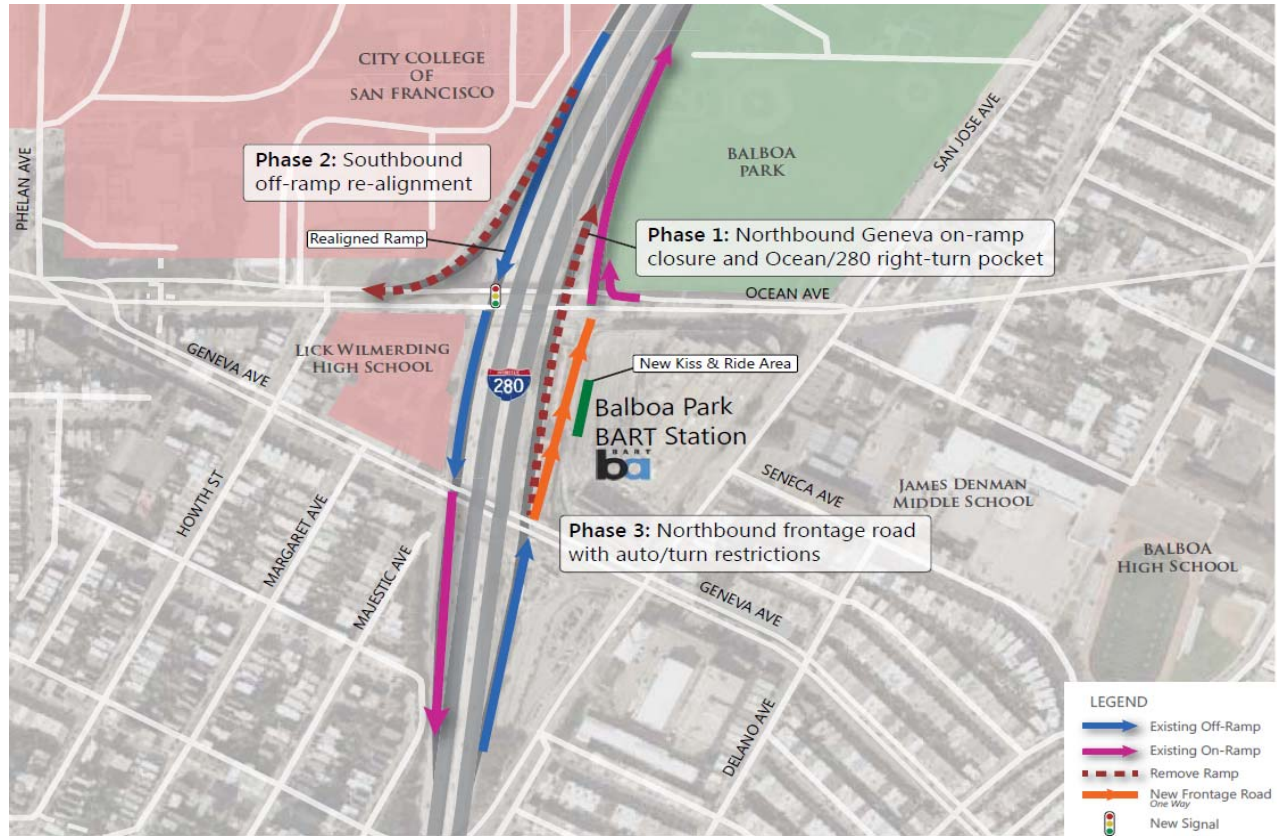 CITY COLLEGE
OF
SAN FRANCISCO
PHELAN AVE
Phase 2: Southbound
off-ramp re-alignment
Realigned Ramp
BALBOA
PARK
SAN JOSE AVE
Phase 1: Northbound Geneva on-ramp
closure and Ocean/280 right-turn pocket
OCEAN AVE
GENEVA AVE
LICK WILMERDING
HIGH SCHOOL
280
New Kiss & Ride Area
Balboa Park
BART Station
BART
ba
HOWTH ST
MARGARET AVE
MAJESTIC AVE
SENECA AVE
JAMES DENMAN
MIDDLE SCHOOL
BALBOA
HIGH SCHOOL
Phase 3: Northbound frontage road
with auto/turn restrictions
GENEVA AVE
DELANO AVE
LEGEND
Existing Off-Ramp
Existing On-Ramp
Remove Ramp
New Frontage Road
One Way
New Signal